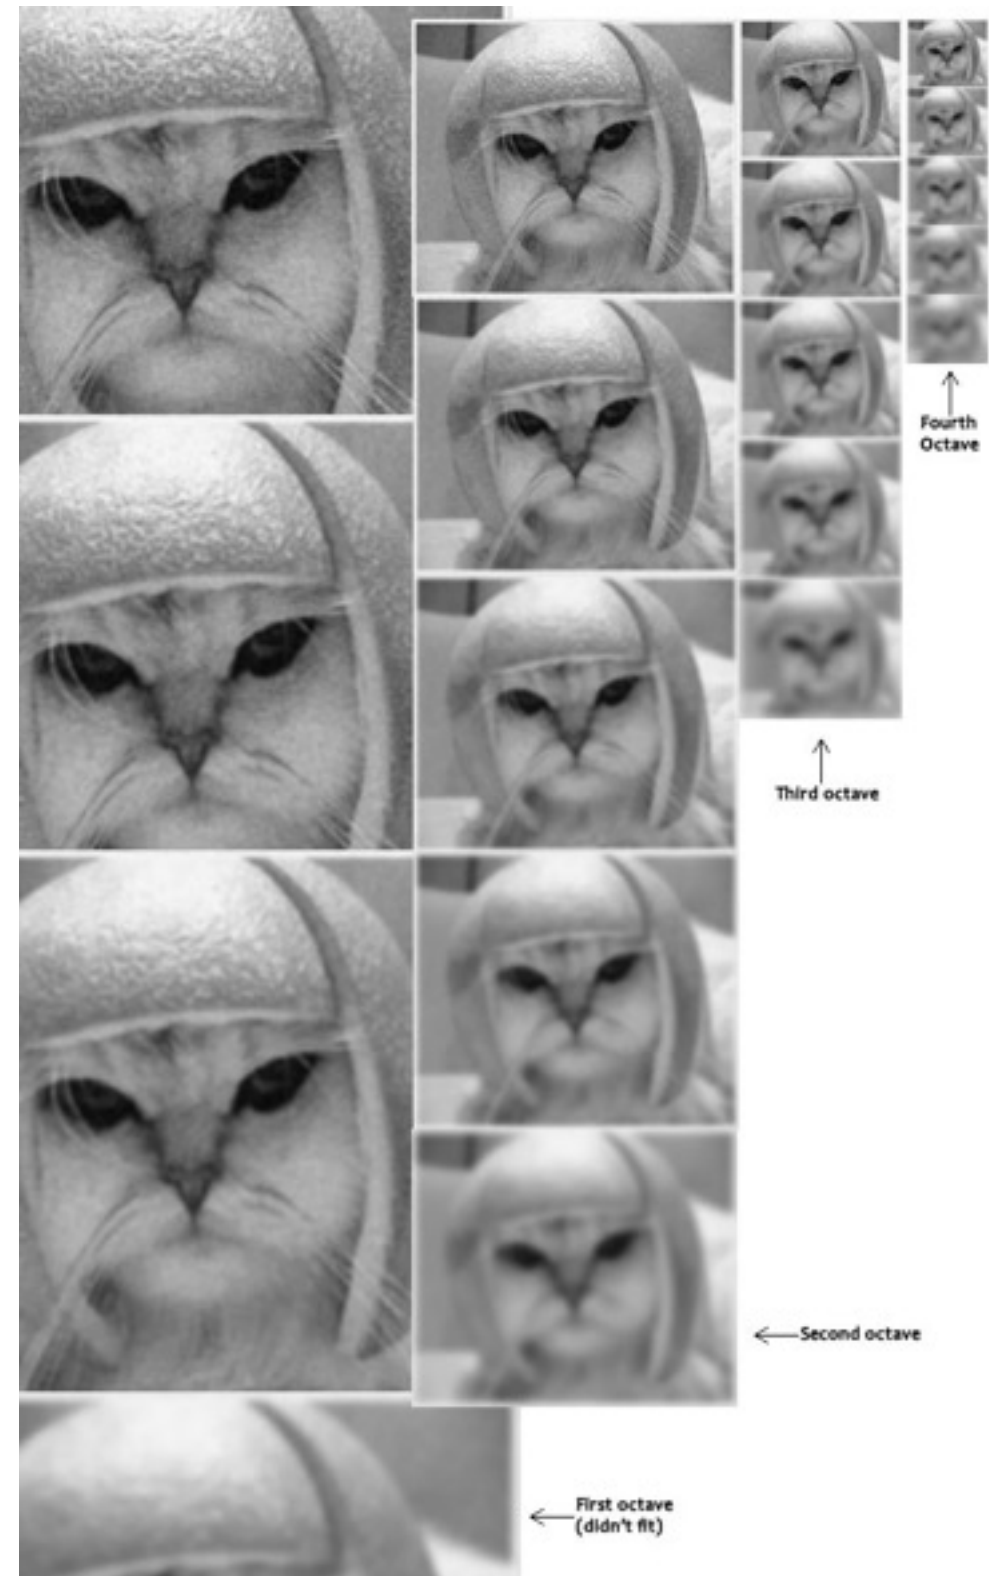 Fourth
Octave
Third octave
Second octave
First octave
(didn't fit)